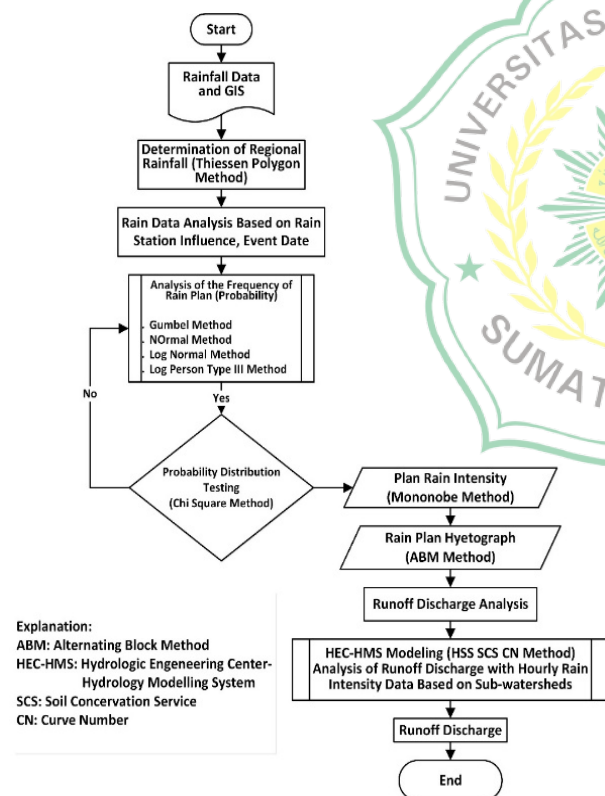 Start
Rainfall Data
and GIS
Determination of Regional
Rainfall (Thiessen Polygon
Method)
Rain Data Analysis Based on Rain
Station Influence, Event Date
Analysis of the Frequency of
Rain Plan (Probability)
. Gumbel Method
. NOrmal Method
. Log Normal Method
. Log Person Type III Method
No
Yes
Probability Distribution
Testing
(Chi Square Method)
Plan Rain Intensity
(Mononobe Method)
Rain Plan Hyetograph
(ABM Method)
Runoff Discharge Analysis
HEC-HMS Modeling (HSS SCS CN Method)
Analysis of Runoff Discharge with Hourly Rain
Intensity Data Based on Sub-watersheds
Runoff Discharge
End
Explanation:
ABM: Alternating Block Method
HEC-HMS: Hydrologic Engeneering Center-
Hydrology Modelling System
SCS: Soil Concervation Service
CN: Curve Number
UNIVERSITAS
SUMAT